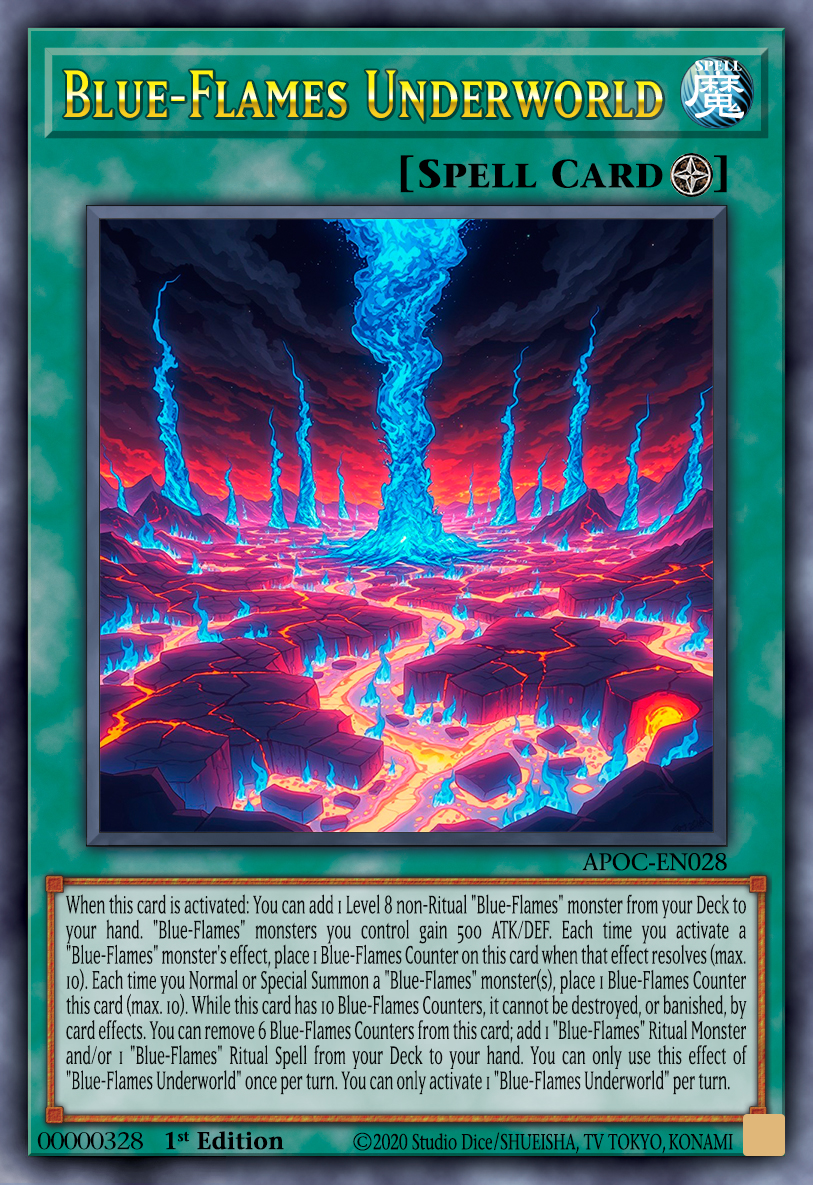 Blue-Flames Underworld
SPELL
魔
[Spell Card]
APOC-EN028
When this card is activated: You can add 1 Level 8 non-Ritual "Blue-Flames" monster from your Deck to
your hand. "Blue-Flames" monsters you control gain 500 ATK/DEF. Each time you activate a
"Blue-Flames" monster's effect, place 1 Blue-Flames Counter on this card when that effect resolves (max.
10). Each time you Normal or Special Summon a "Blue-Flames" monster(s), place 1 Blue-Flames Counter
this card (max. 10). While this card has 10 Blue-Flames Counters, it cannot be destroyed, or banished, by
card effects. You can remove 6 Blue-Flames Counters from this card; add 1 "Blue-Flames" Ritual Monster
and/or 1 "Blue-Flames" Ritual Spell from your Deck to your hand. You can only use this effect of
"Blue-Flames Underworld" once per turn. You can only activate 1 "Blue-Flames Underworld" per turn.
00000328 1st Edition ©2020 Studio Dice/SHUEISHA, TV TOKYO, KONAMI